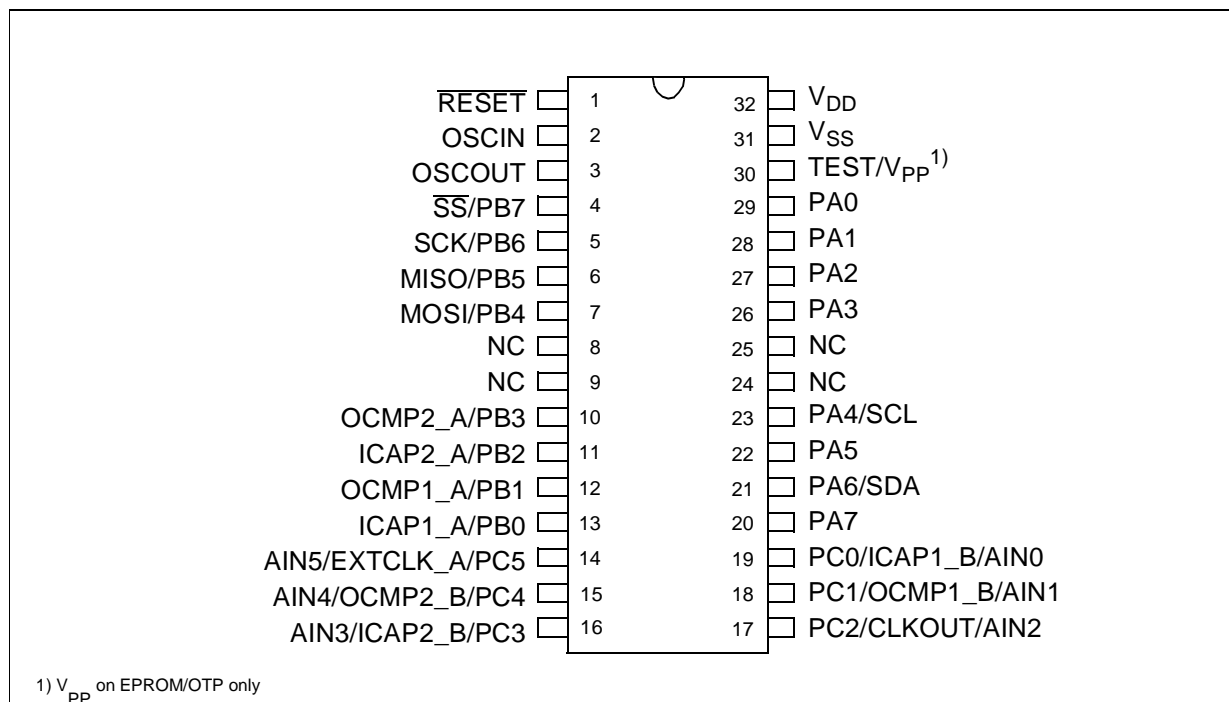 RESET 1 32 VDD
OSCIN 2 31 VSS
OSCOUT 3 30 TEST/VPP1)
SS/PB7 4 29 PA0
SCK/PB6 5 28 PA1
MISO/PB5 6 27 PA2
MOSI/PB4 7 26 PA3
NC 8 25 NC
NC 9 24 NC
OCMP2_A/PB3 10 23 PA4/SCL
ICAP2_A/PB2 11 22 PA5
OCMP1_A/PB1 12 21 PA6/SDA
ICAP1_A/PB0 13 20 PA7
AIN5/EXTCLK_A/PC5 14 19 PC0/ICAP1_B/AIN0
AIN4/OCMP2_B/PC4 15 18 PC1/OCMP1_B/AIN1
AIN3/ICAP2_B/PC3 16 17 PC2/CLKOUT/AIN2
1) VPP on EPROM/OTP only